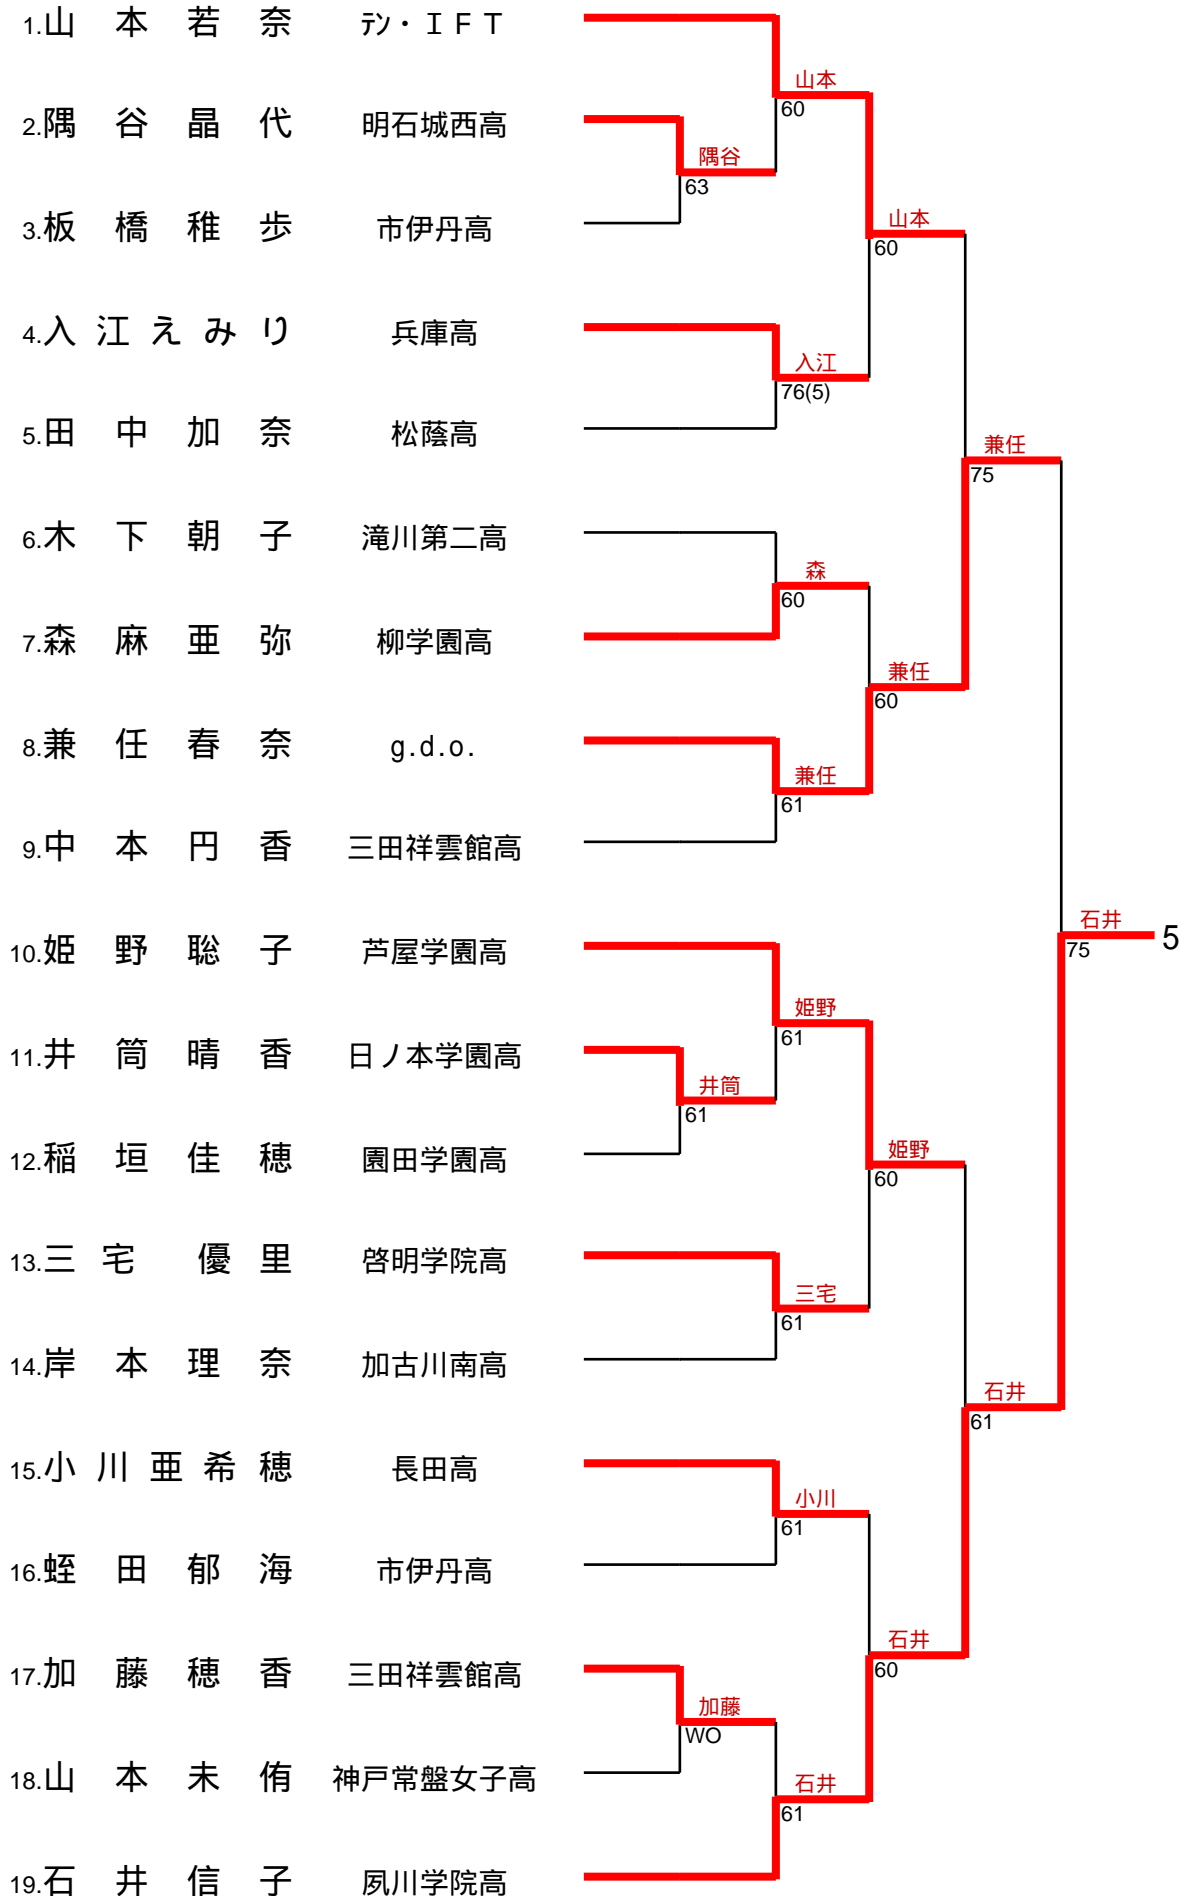 1.山本若奈 テン・ＩＦＴ
山本
60
2.隅谷晶代 明石城西高
隅谷
63
3.板橋稚歩 市伊丹高
山本
60
4.入江えみり 兵庫高
入江
76(5)
5.田中加奈 松蔭高
兼任
75
6.木下朝子 滝川第二高
森
60
7.森麻亜弥 柳学園高
兼任
60
8.兼任春奈 g.d.o.
兼任
61
9.中本円香 三田祥雲館高
石井
75
5
10.姫野聡子 芦屋学園高
姫野
61
11.井筒晴香 日ノ本学園高
井筒
61
12.稲垣佳穂 園田学園高
姫野
60
13.三宅優里 啓明学院高
三宅
61
14.岸本理奈 加古川南高
石井
61
15.小川亜希穂 長田高
小川
61
16.蛭田郁海 市伊丹高
石井
60
17.加藤穂香 三田祥雲館高
加藤
WO
18.山本未侑 神戸常盤女子高
石井
61
19.石井信子 夙川学院高